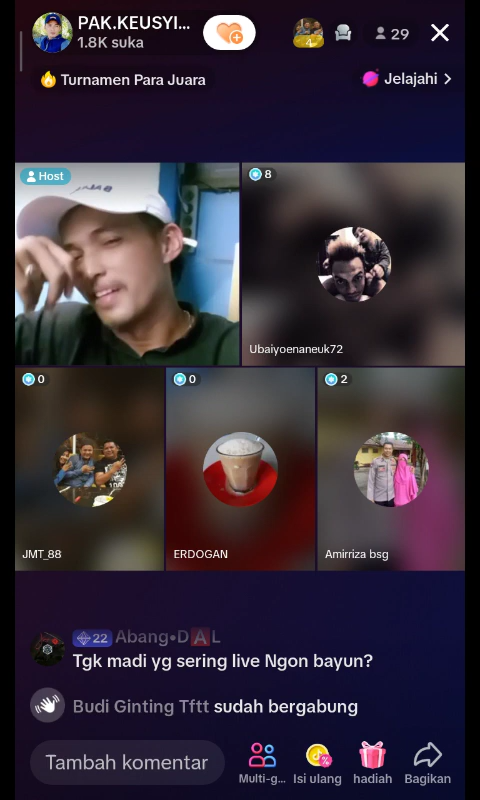 PAK.KEUSYI...
1.8K suka
4
29
Turnamen Para Juara
Jelajahi
Host
8
Ubaiyoenaneuk72
0
0
2
JMT_88
ERDOGAN
Amirriza bsg
22 Abang•DAL
Tgk madi yg sering live Ngon bayun?
Budi Ginting Tftt sudah bergabung
Tambah komentar
Multi-g...
Isi ulang
hadiah
Bagikan